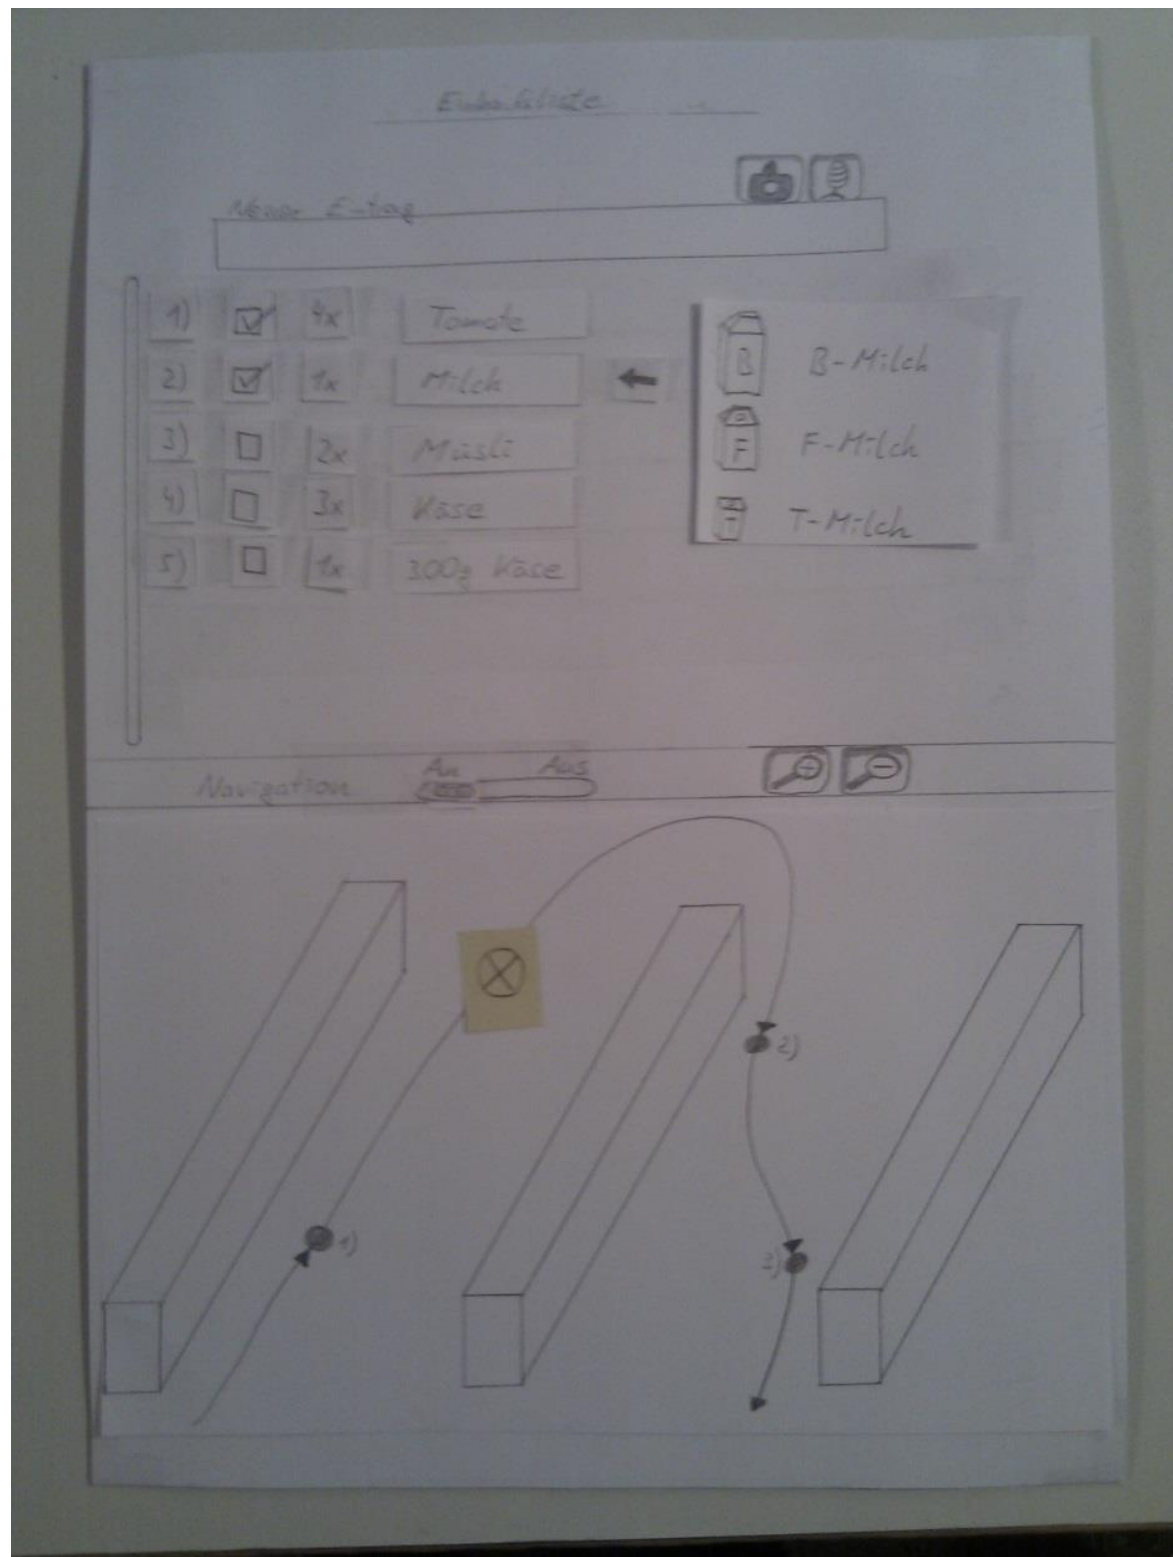 Einkaufsliste
Neuer Eintrag
1) 4x Tomate
2) 1x Milch
3) 2x Müsli
4) 3x Käse
5) 1x 300g Käse
B B-Milch
F F-Milch
T T-Milch
Navigation An Aus
2)
1)
3)